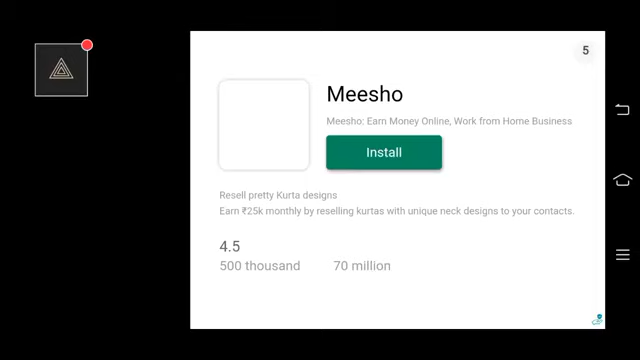 5
Meesho
Meesho: Earn Money Online, Work from Home Business
Install
Resell pretty Kurta designs
Earn ₹25k monthly by reselling kurtas with unique neck designs to your contacts.
4.5
500 thousand 70 million